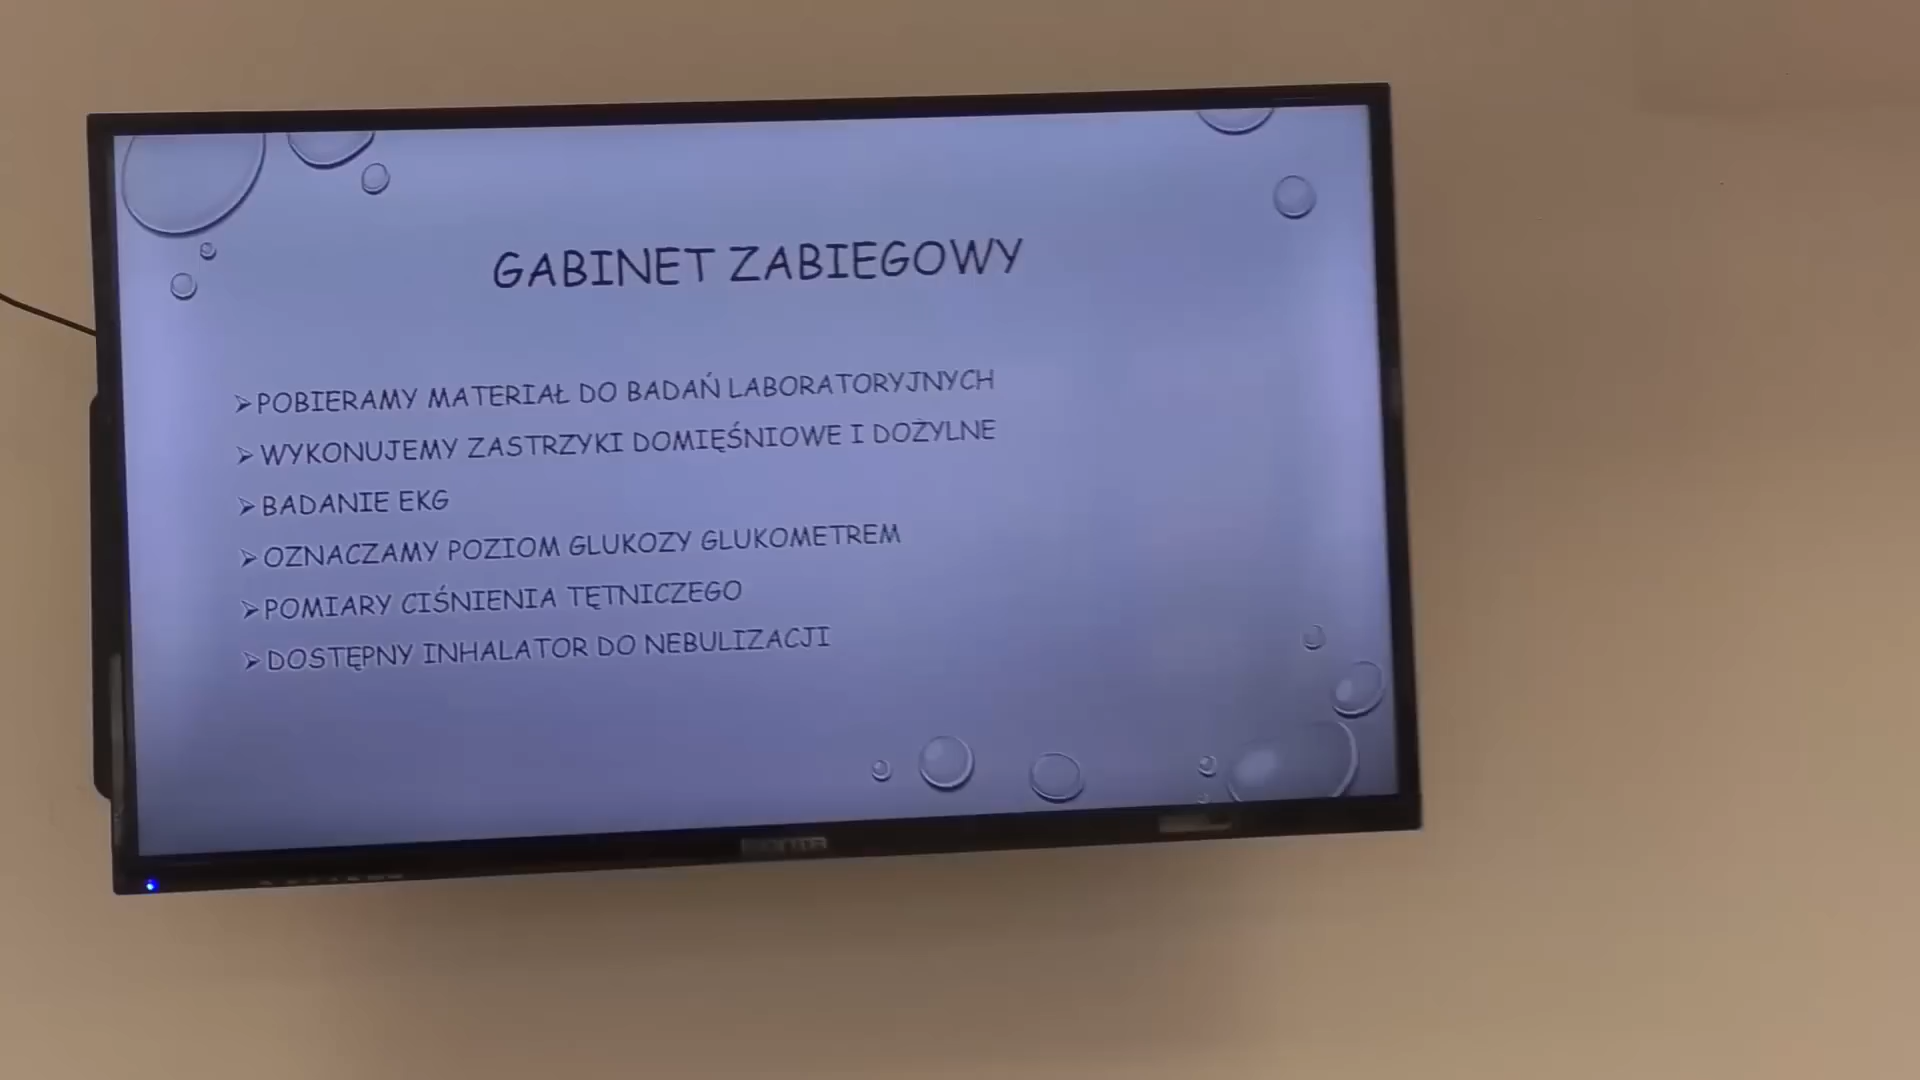 GABINET ZABIEGOWY
➢POBIERAMY MATERIAŁ DO BADAŃ LABORATORYJNYCH
➢WYKONUJEMY ZASTRZYKI DOMIĘŚNIOWE I DOŻYLNE
➢BADANIE EKG
➢OZNACZAMY POZIOM GLUKOZY GLUKOMETREM
➢POMIARY CIŚNIENIA TĘTNICZEGO
➢DOSTĘPNY INHALATOR DO NEBULIZACJI